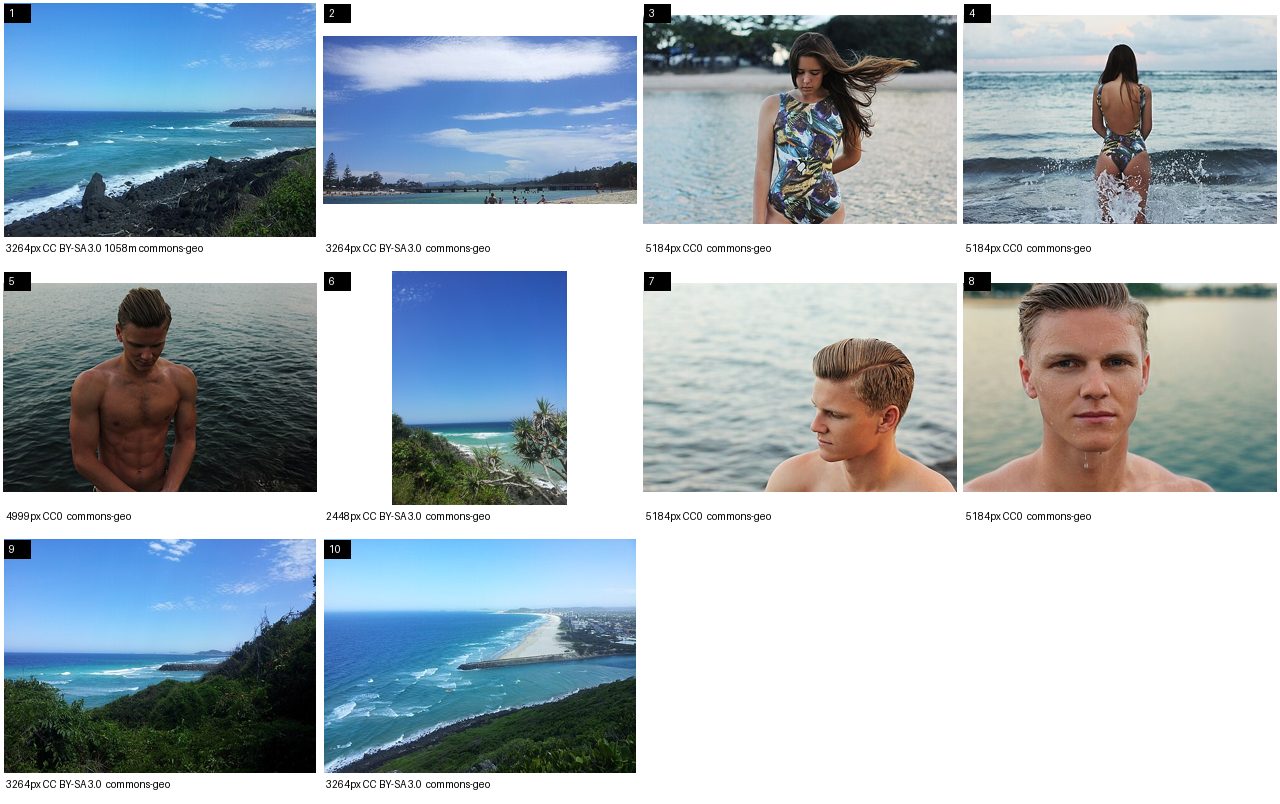 1
2
3
4
3264px CC BY-SA 3.0 1058m commons-geo
3264px CC BY-SA 3.0 commons-geo
5184px CC0 commons-geo
5184px CC0 commons-geo
5
6
7
8
4999px CC0 commons-geo
2448px CC BY-SA 3.0 commons-geo
5184px CC0 commons-geo
5184px CC0 commons-geo
9
10
3264px CC BY-SA 3.0 commons-geo
3264px CC BY-SA 3.0 commons-geo